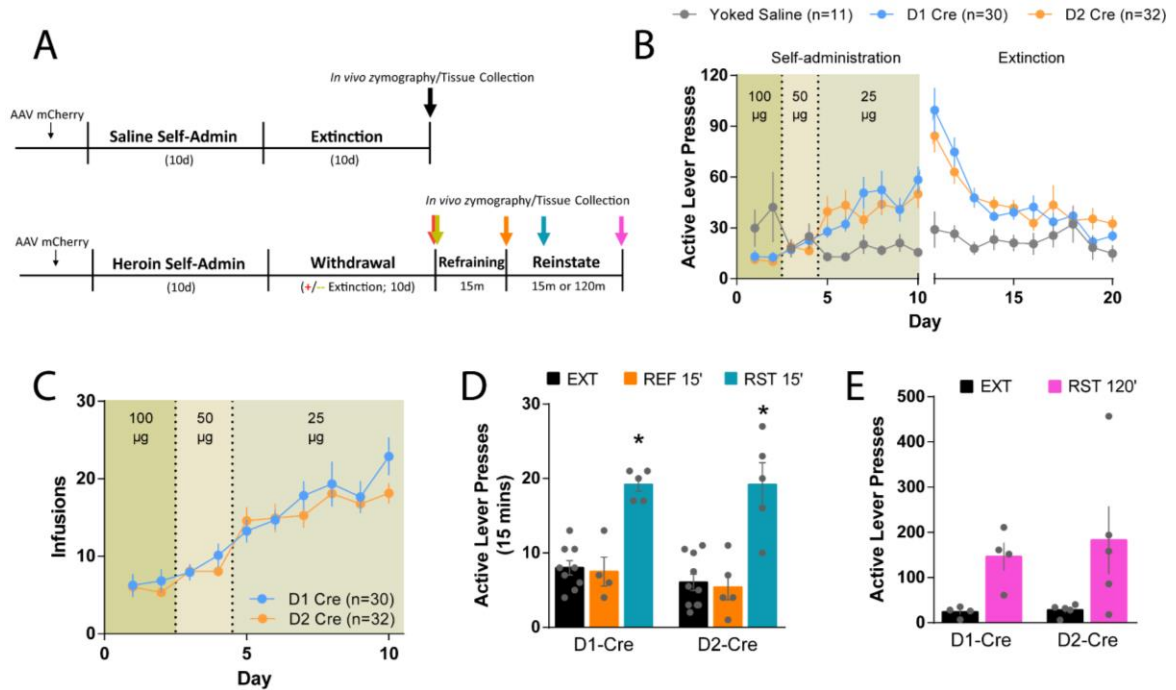 Yoked Saline (n=11) D1 Cre (n=30) D2 Cre (n=32)
A
In vivo zymography/Tissue Collection
AAV mCherry
Saline Self-Admin
Extinction
(10d)
(10d)
In vivo zymography/Tissue Collection
AAV mCherry
Heroin Self-Admin
Withdrawal
Refraining
Reinstate
(10d)
(+/-- Extinction; 10d)
15m
15m or 120m
B
Self-administration
Extinction
Active Lever Presses
120
90
60
30
0
100 µg
50 µg
25 µg
0 5 10 15 20
Day
C
Infusions
30
20
10
0
100 µg
50 µg
25 µg
D1 Cre (n=30)
D2 Cre (n=32)
0 5 10
Day
D
EXT REF 15' RST 15'
Active Lever Presses
(15 mins)
30
20
10
0
*
*
D1-Cre D2-Cre
E
EXT RST 120'
Active Lever Presses
500
400
300
200
100
0
D1-Cre D2-Cre